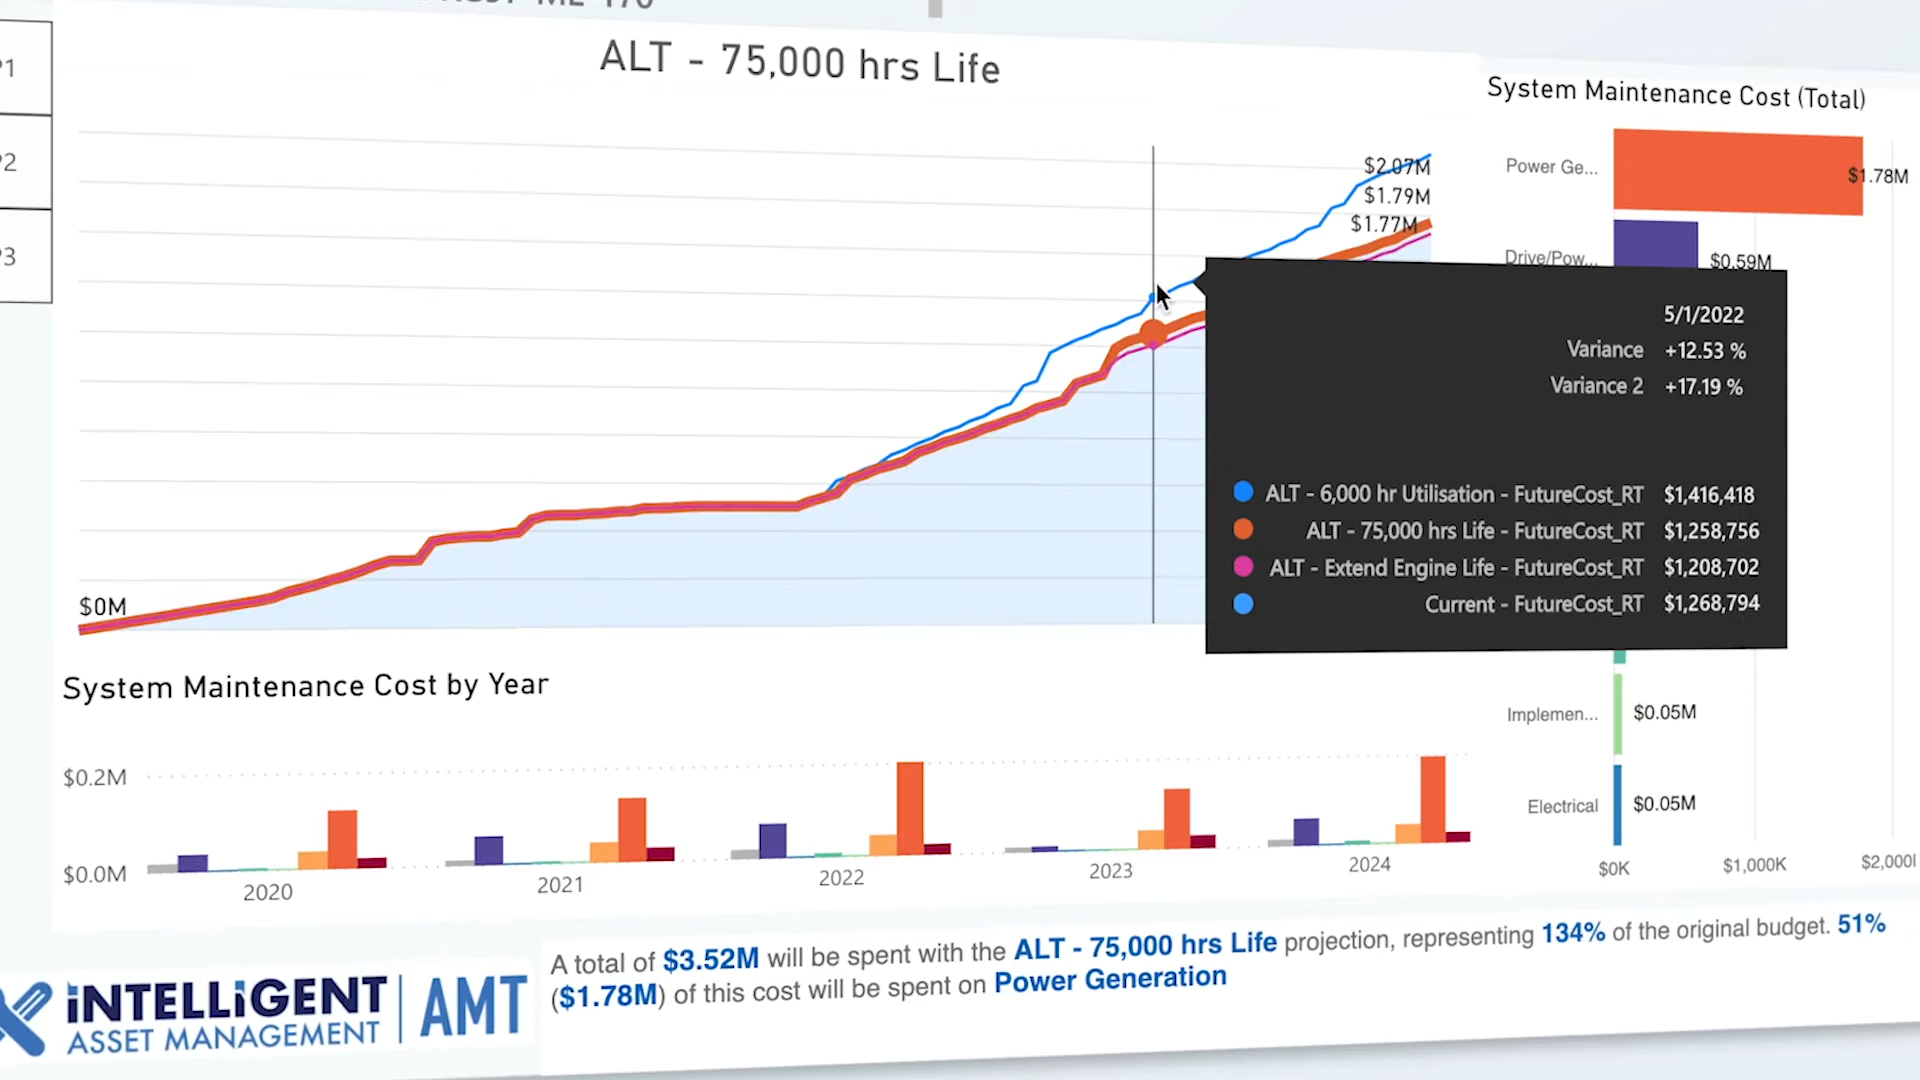 P1
P2
P3
ALT - 75,000 hrs Life
$2.07M
$1.79M
$1.77M
$0M
5/1/2022
Variance +12.53 %
Variance 2 +17.19 %
ALT - 6,000 hr Utilisation - FutureCost_RT $1,416,418
ALT - 75,000 hrs Life - FutureCost_RT $1,258,756
ALT - Extend Engine Life - FutureCost_RT $1,208,702
Current - FutureCost_RT $1,268,794
System Maintenance Cost (Total)
Power Ge... $1.78M
Drive/Pow... $0.59M
Implemen... $0.05M
Electrical $0.05M
$0K $1,000K $2,000
System Maintenance Cost by Year
$0.2M
$0.0M
2020 2021 2022 2023 2024
A total of $3.52M will be spent with the ALT - 75,000 hrs Life projection, representing 134% of the original budget. 51%
($1.78M) of this cost will be spent on Power Generation
iNTELLiGENT
ASSET MANAGEMENT
AMT